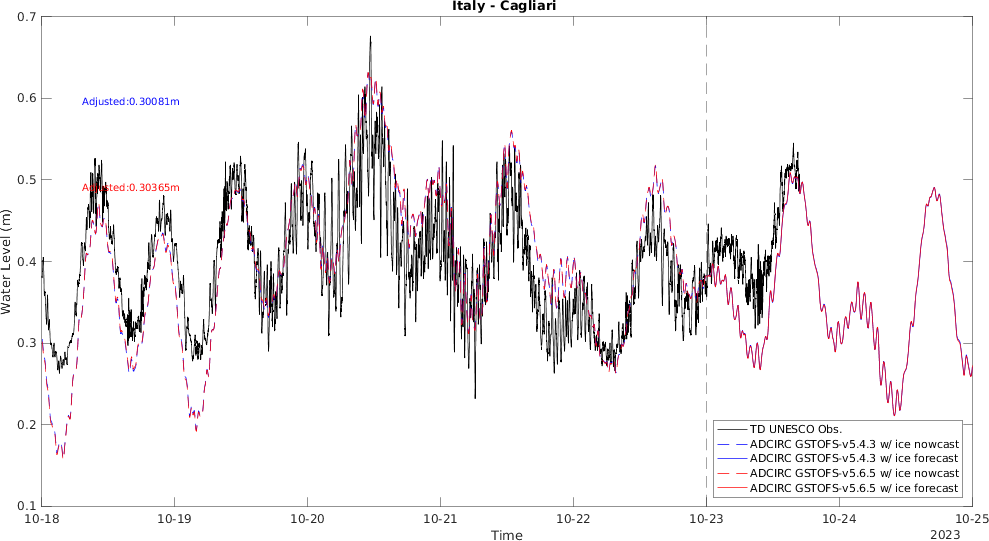 Italy - Cagliari
0.7
0.6
0.5
0.4
0.3
0.2
0.1
Water Level (m)
Adjusted:0.30081m
Adjusted:0.30365m
TD UNESCO Obs.
ADCIRC GSTOFS-v5.4.3 w/ ice nowcast
ADCIRC GSTOFS-v5.4.3 w/ ice forecast
ADCIRC GSTOFS-v5.6.5 w/ ice nowcast
ADCIRC GSTOFS-v5.6.5 w/ ice forecast
10-18 10-19 10-20 10-21 10-22 10-23 10-24 10-25
Time
2023